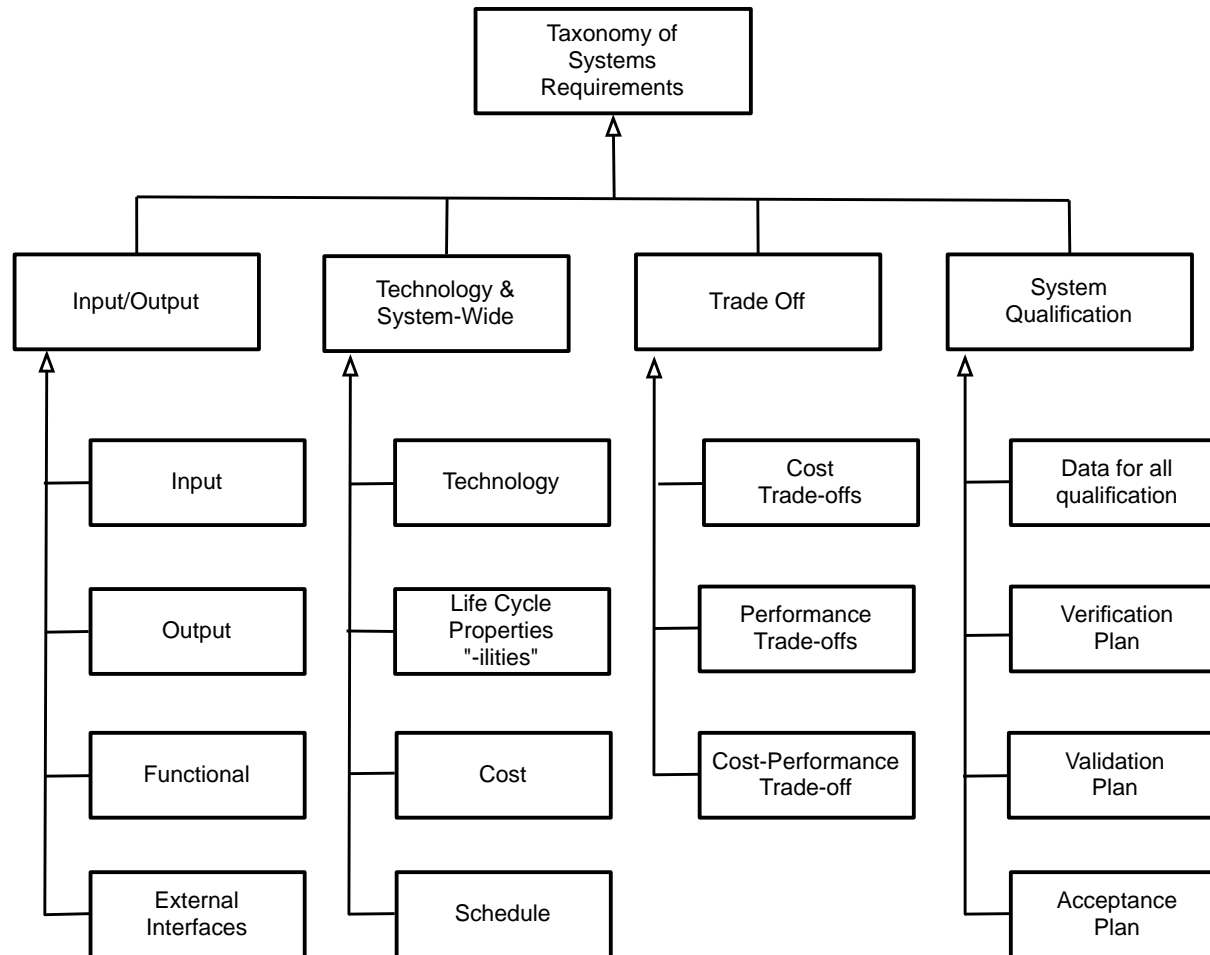 Taxonomy of
Systems
Requirements
Input/Output
Technology &
System-Wide
Trade Off
System
Qualification
Input
Technology
Cost
Trade-offs
Data for all
qualification
Output
Life Cycle
Properties
"-ilities"
Performance
Trade-offs
Verification
Plan
Functional
Cost
Cost-Performance
Trade-off
Validation
Plan
External
Interfaces
Schedule
Acceptance
Plan